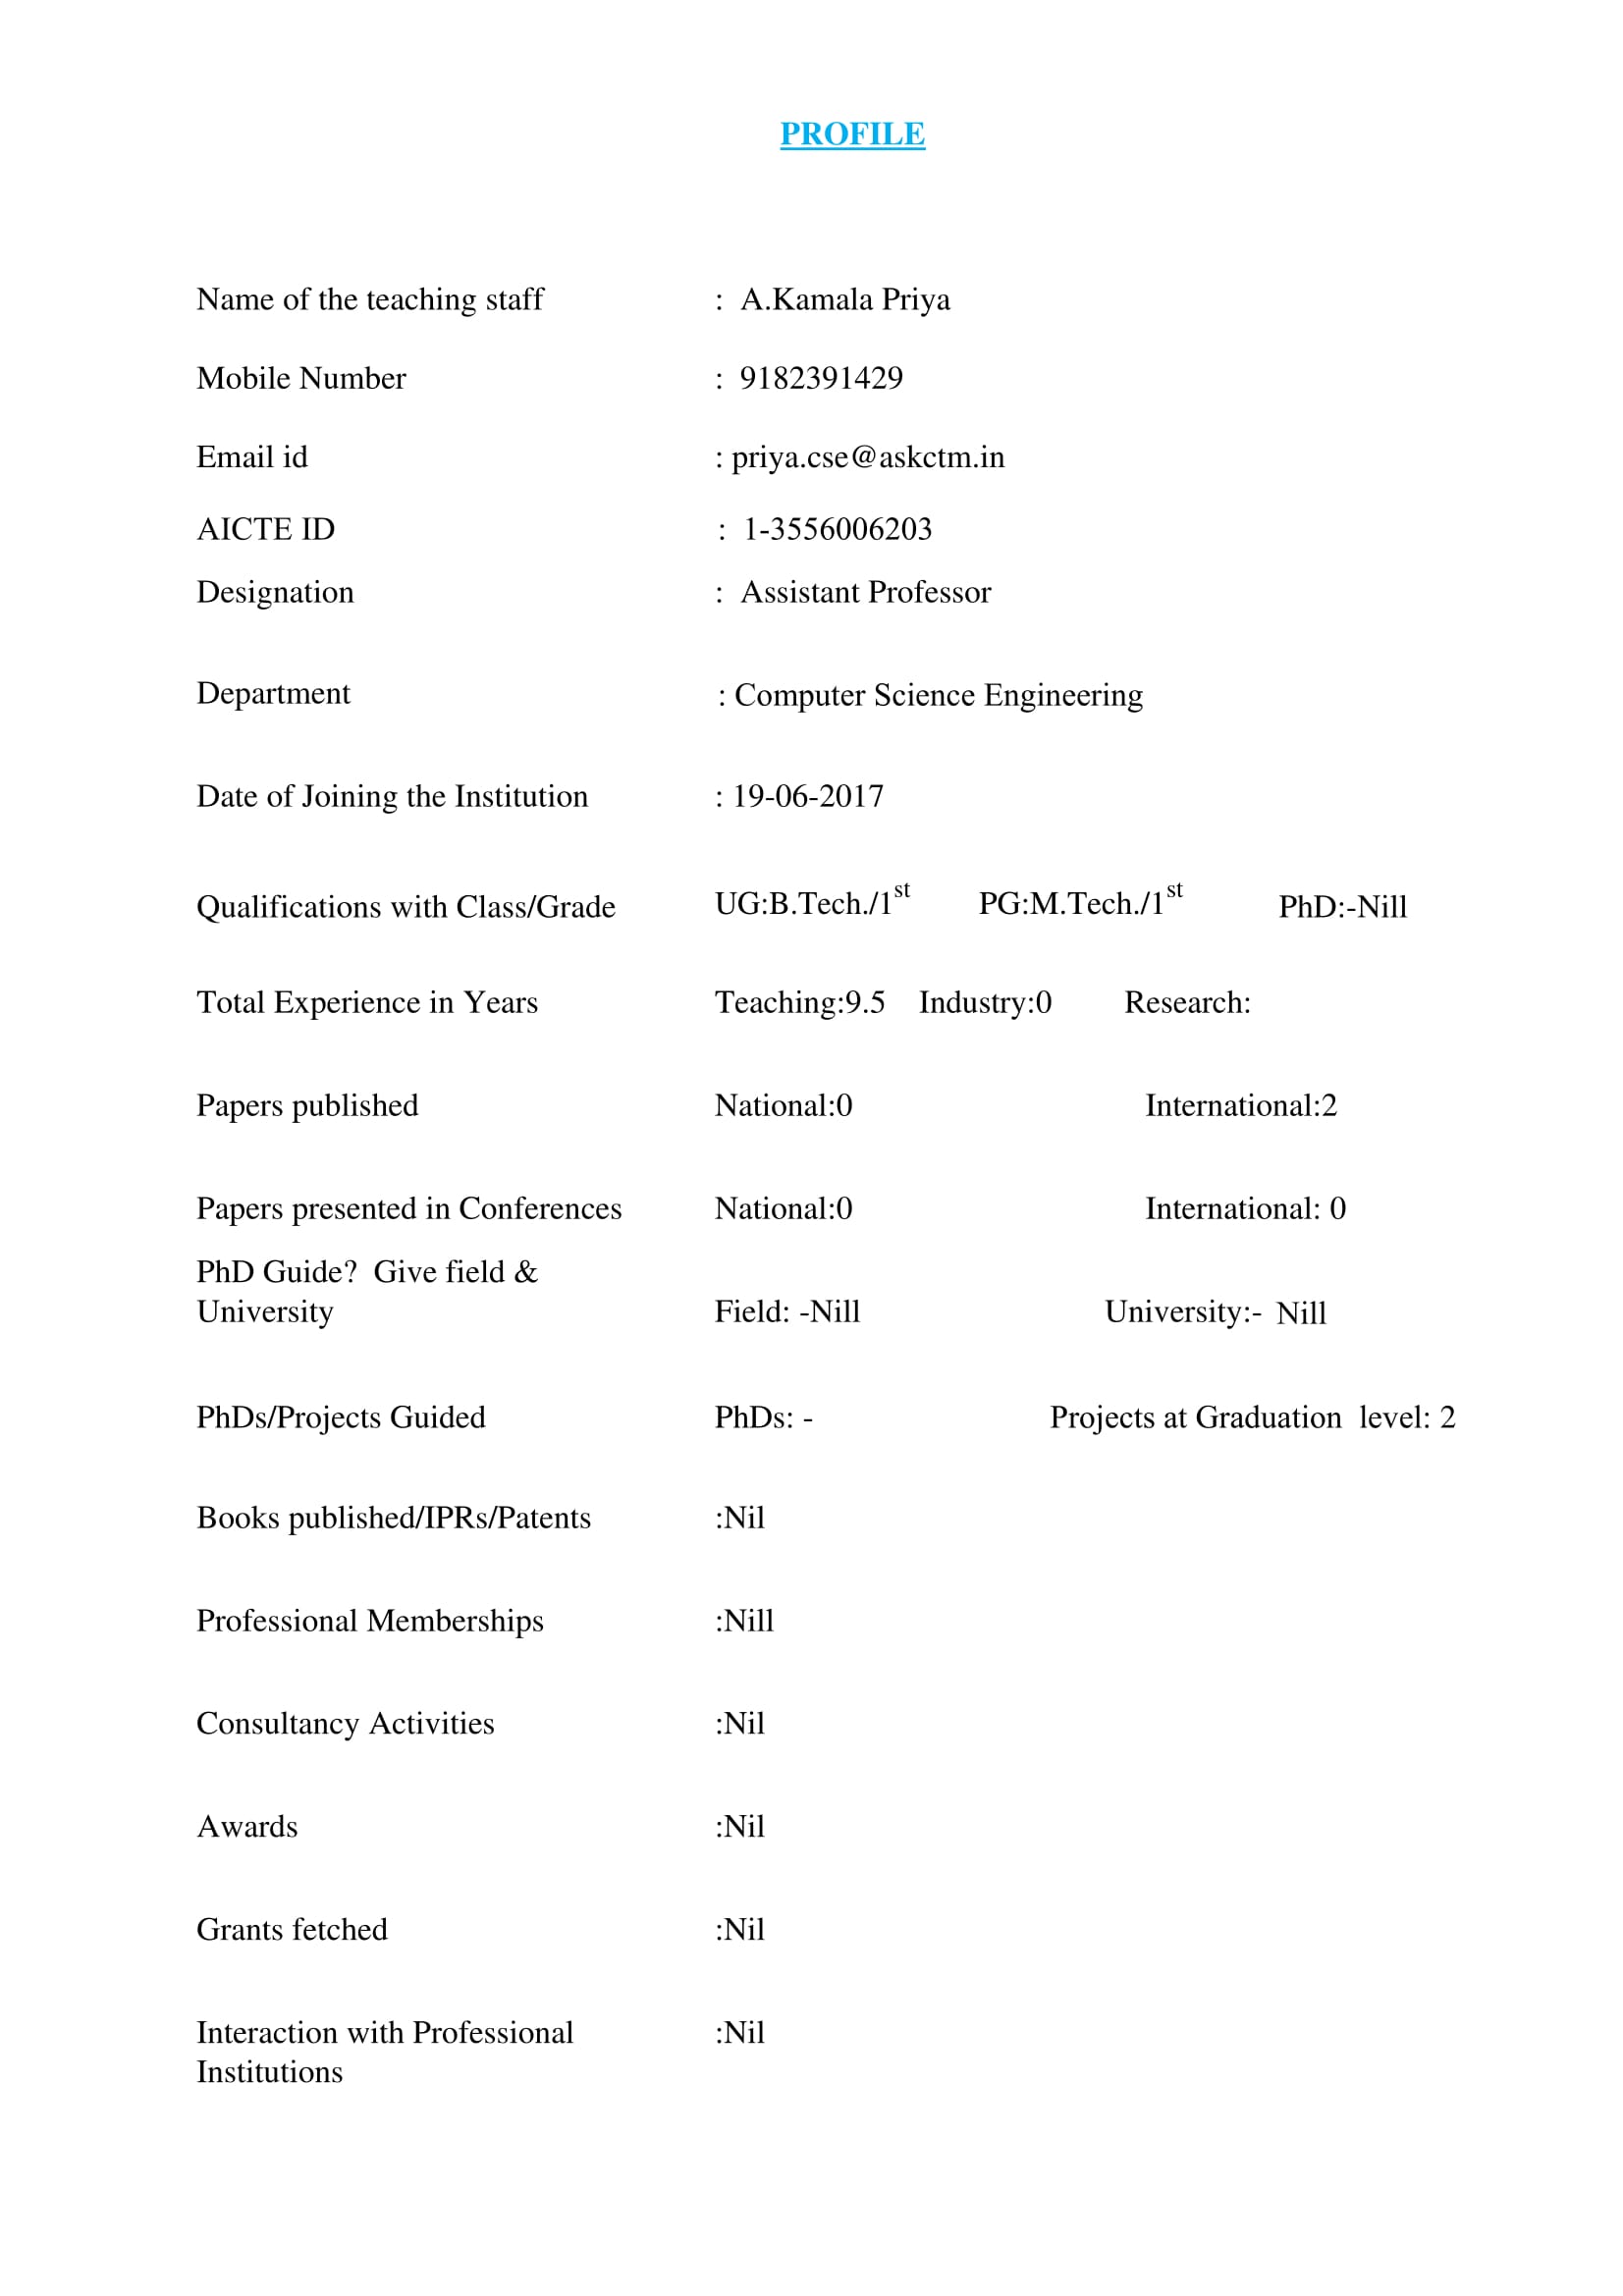 PROFILE
Name of the teaching staff : A.Kamala Priya
Mobile Number : 9182391429
Email id : priya.cse@askctm.in
AICTE ID : 1-3556006203
Designation : Assistant Professor
Department : Computer Science Engineering
Date of Joining the Institution : 19-06-2017
Qualifications with Class/Grade UG:B.Tech./1st PG:M.Tech./1st PhD:-Nill
Total Experience in Years Teaching:9.5 Industry:0 Research:
Papers published National:0 International:2
Papers presented in Conferences National:0 International: 0
PhD Guide? Give field &
University Field: -Nill University:- Nill
PhDs/Projects Guided PhDs: - Projects at Graduation level: 2
Books published/IPRs/Patents :Nil
Professional Memberships :Nill
Consultancy Activities :Nil
Awards :Nil
Grants fetched :Nil
Interaction with Professional :Nil
Institutions